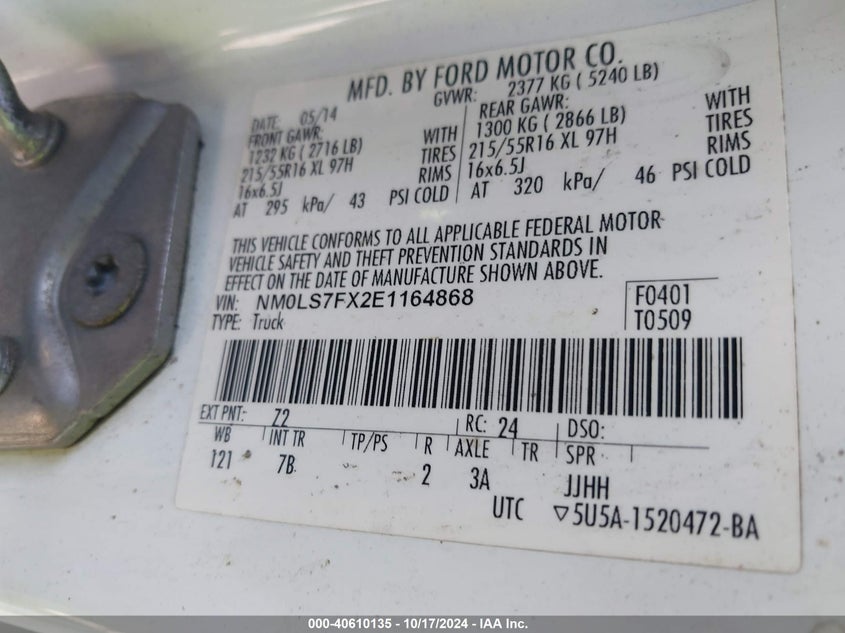 MFD. BY FORD MOTOR CO.
DATE: 05/14 GVWR: 2377 KG ( 5240 LB)
FRONT GAWR: REAR GAWR:
1232 KG ( 2716 LB) WITH 1300 KG ( 2866 LB) WITH
215/55R16 XL 97H TIRES 215/55R16 XL 97H TIRES
16x6.5J RIMS 16x6.5J RIMS
AT 295 kPa/ 43 PSI COLD AT 320 kPa/ 46 PSI COLD
THIS VEHICLE CONFORMS TO ALL APPLICABLE FEDERAL MOTOR
VEHICLE SAFETY AND THEFT PREVENTION STANDARDS IN
EFFECT ON THE DATE OF MANUFACTURE SHOWN ABOVE.
VIN: NM0LS7FX2E1164868 F0401
TYPE: Truck T0509
EXT PNT: Z2 RC: 24 DSO:
WB INT TR TP/PS R AXLE TR SPR
121 7B 2 3A JJHH
UTC ▽5U5A-1520472-BA
000-40610135 - 10/17/2024 - IAA Inc.